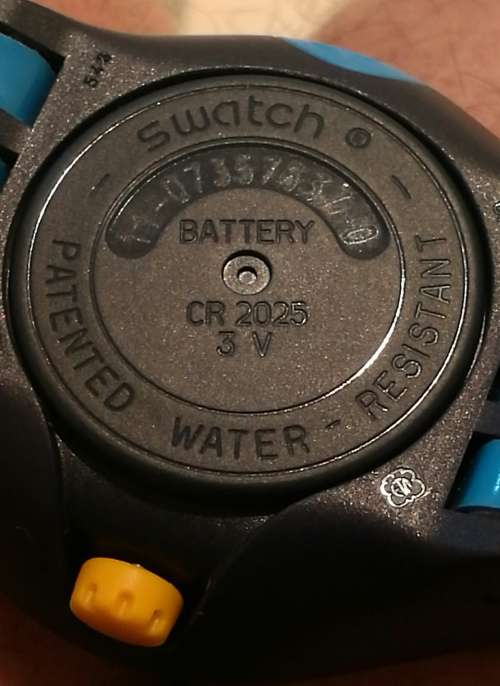 swatch ®
BATTERY
CR 2025
3 V
PATENTED WATER-RESISTANT